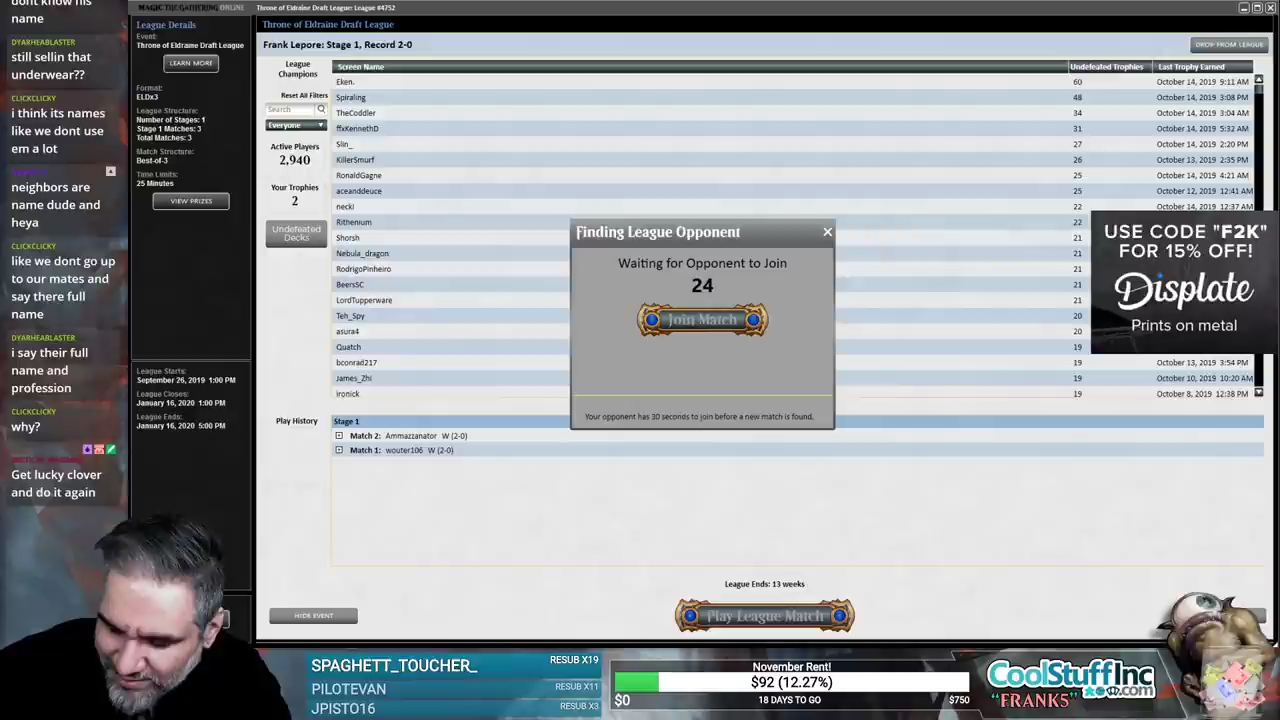 dont know his
name
DYARHEABLASTER
still sellin that
underwear??
CLICKCLICKY
i think its names
like we dont use
em a lot
neighbors are
name dude and
heya
CLICKCLICKY
like we dont go up
to our mates and
say there full
name
DYARHEABLASTER
i say their full
name and
profession
CLICKCLICKY
why?
Get lucky clover
and do it again
MAGIC THE GATHERING ONLINE
Throne of Eldraine Draft League: League #4752
League Details
Event:
Throne of Eldraine Draft League
LEARN MORE
Format:
ELDx3
League Structure:
Number of Stages: 1
Stage 1 Matches: 3
Total Matches: 3
Match Structure:
Best-of-3
Time Limits:
25 Minutes
VIEW PRIZES
League Starts:
September 26, 2019 1:00 PM
League Closes:
January 16, 2020 1:00 PM
League Ends:
January 16, 2020 5:00 PM
Throne of Eldraine Draft League
Frank Lepore: Stage 1, Record 2-0
DROP FROM LEAGUE
League
Champions
Reset All Filters
Search
Everyone
Active Players
2,940
Your Trophies
2
Undefeated
Decks
Screen Name Undefeated Trophies Last Trophy Earned
Eken. 60 October 14, 2019 9:11 AM
Spiraling 48 October 14, 2019 3:08 PM
TheCoddler 34 October 14, 2019 3:04 AM
ffxKennethD 31 October 14, 2019 5:32 AM
Slin_ 27 October 14, 2019 2:20 PM
KillerSmurf 26 October 13, 2019 2:35 PM
RonaldGagne 25 October 14, 2019 4:21 AM
aceanddeuce 25 October 12, 2019 12:41 AM
necki 22 October 14, 2019 12:37 AM
Rithenium 22
Shorsh 21
Nebula_dragon 21
RodrigoPinheiro 21
BeersSC 21
LordTupperware 21
Teh_Spy 20
asura4 20
Quatch 19
bconrad217 19 October 13, 2019 3:54 PM
James_Zhi 19 October 10, 2019 10:20 AM
ironick 19 October 8, 2019 12:38 PM
Finding League Opponent
Waiting for Opponent to Join
24
Join Match
Your opponent has 30 seconds to join before a new match is found.
Play History
Stage 1
Match 2: Ammazzanator W (2-0)
Match 1: wouter106 W (2-0)
League Ends: 13 weeks
HIDE EVENT
Play League Match
USE CODE "F2K"
FOR 15% OFF!
Displate
Prints on metal
SPAGHETT_TOUCHER_ RESUB X19
PILOTEVAN RESUB X11
JPISTO16 RESUB X3
November Rent!
$92 (12.27%)
$0 18 DAYS TO GO $750
CoolStuffInc
.com
"FRANK5"